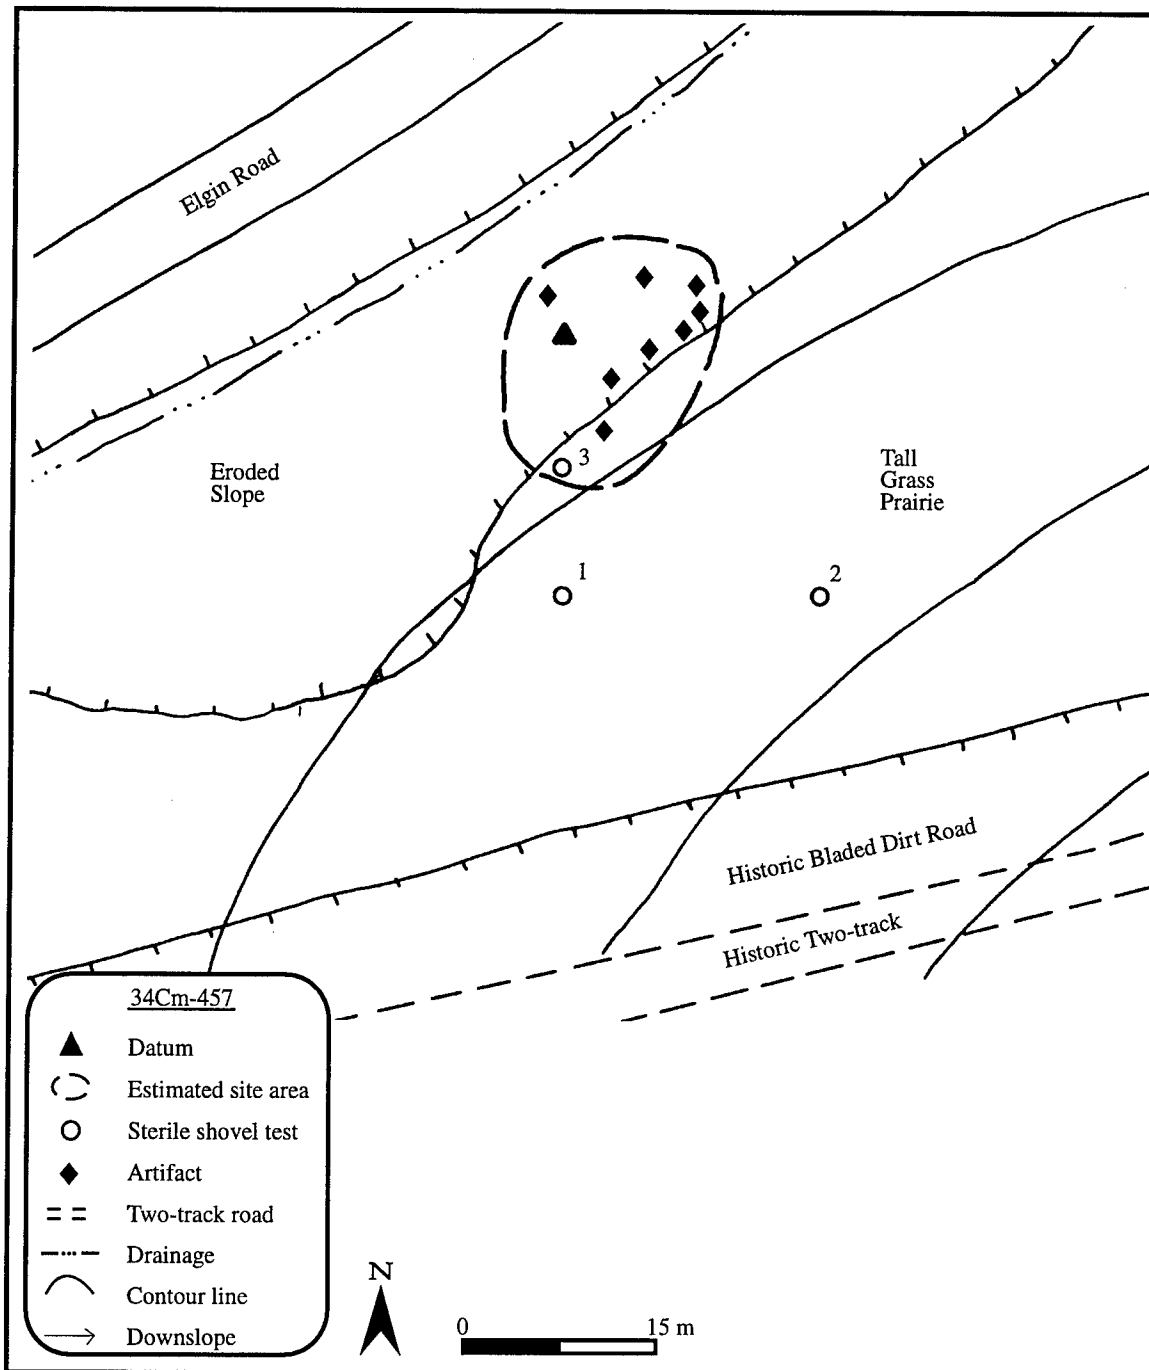 Elgin Road
Eroded
Slope
Tall
Grass
Prairie
3
1
2
Historic Bladed Dirt Road
Historic Two-track
34Cm-457
Datum
Estimated site area
Sterile shovel test
Artifact
Two-track road
Drainage
Contour line
Downslope
N
0 15 m